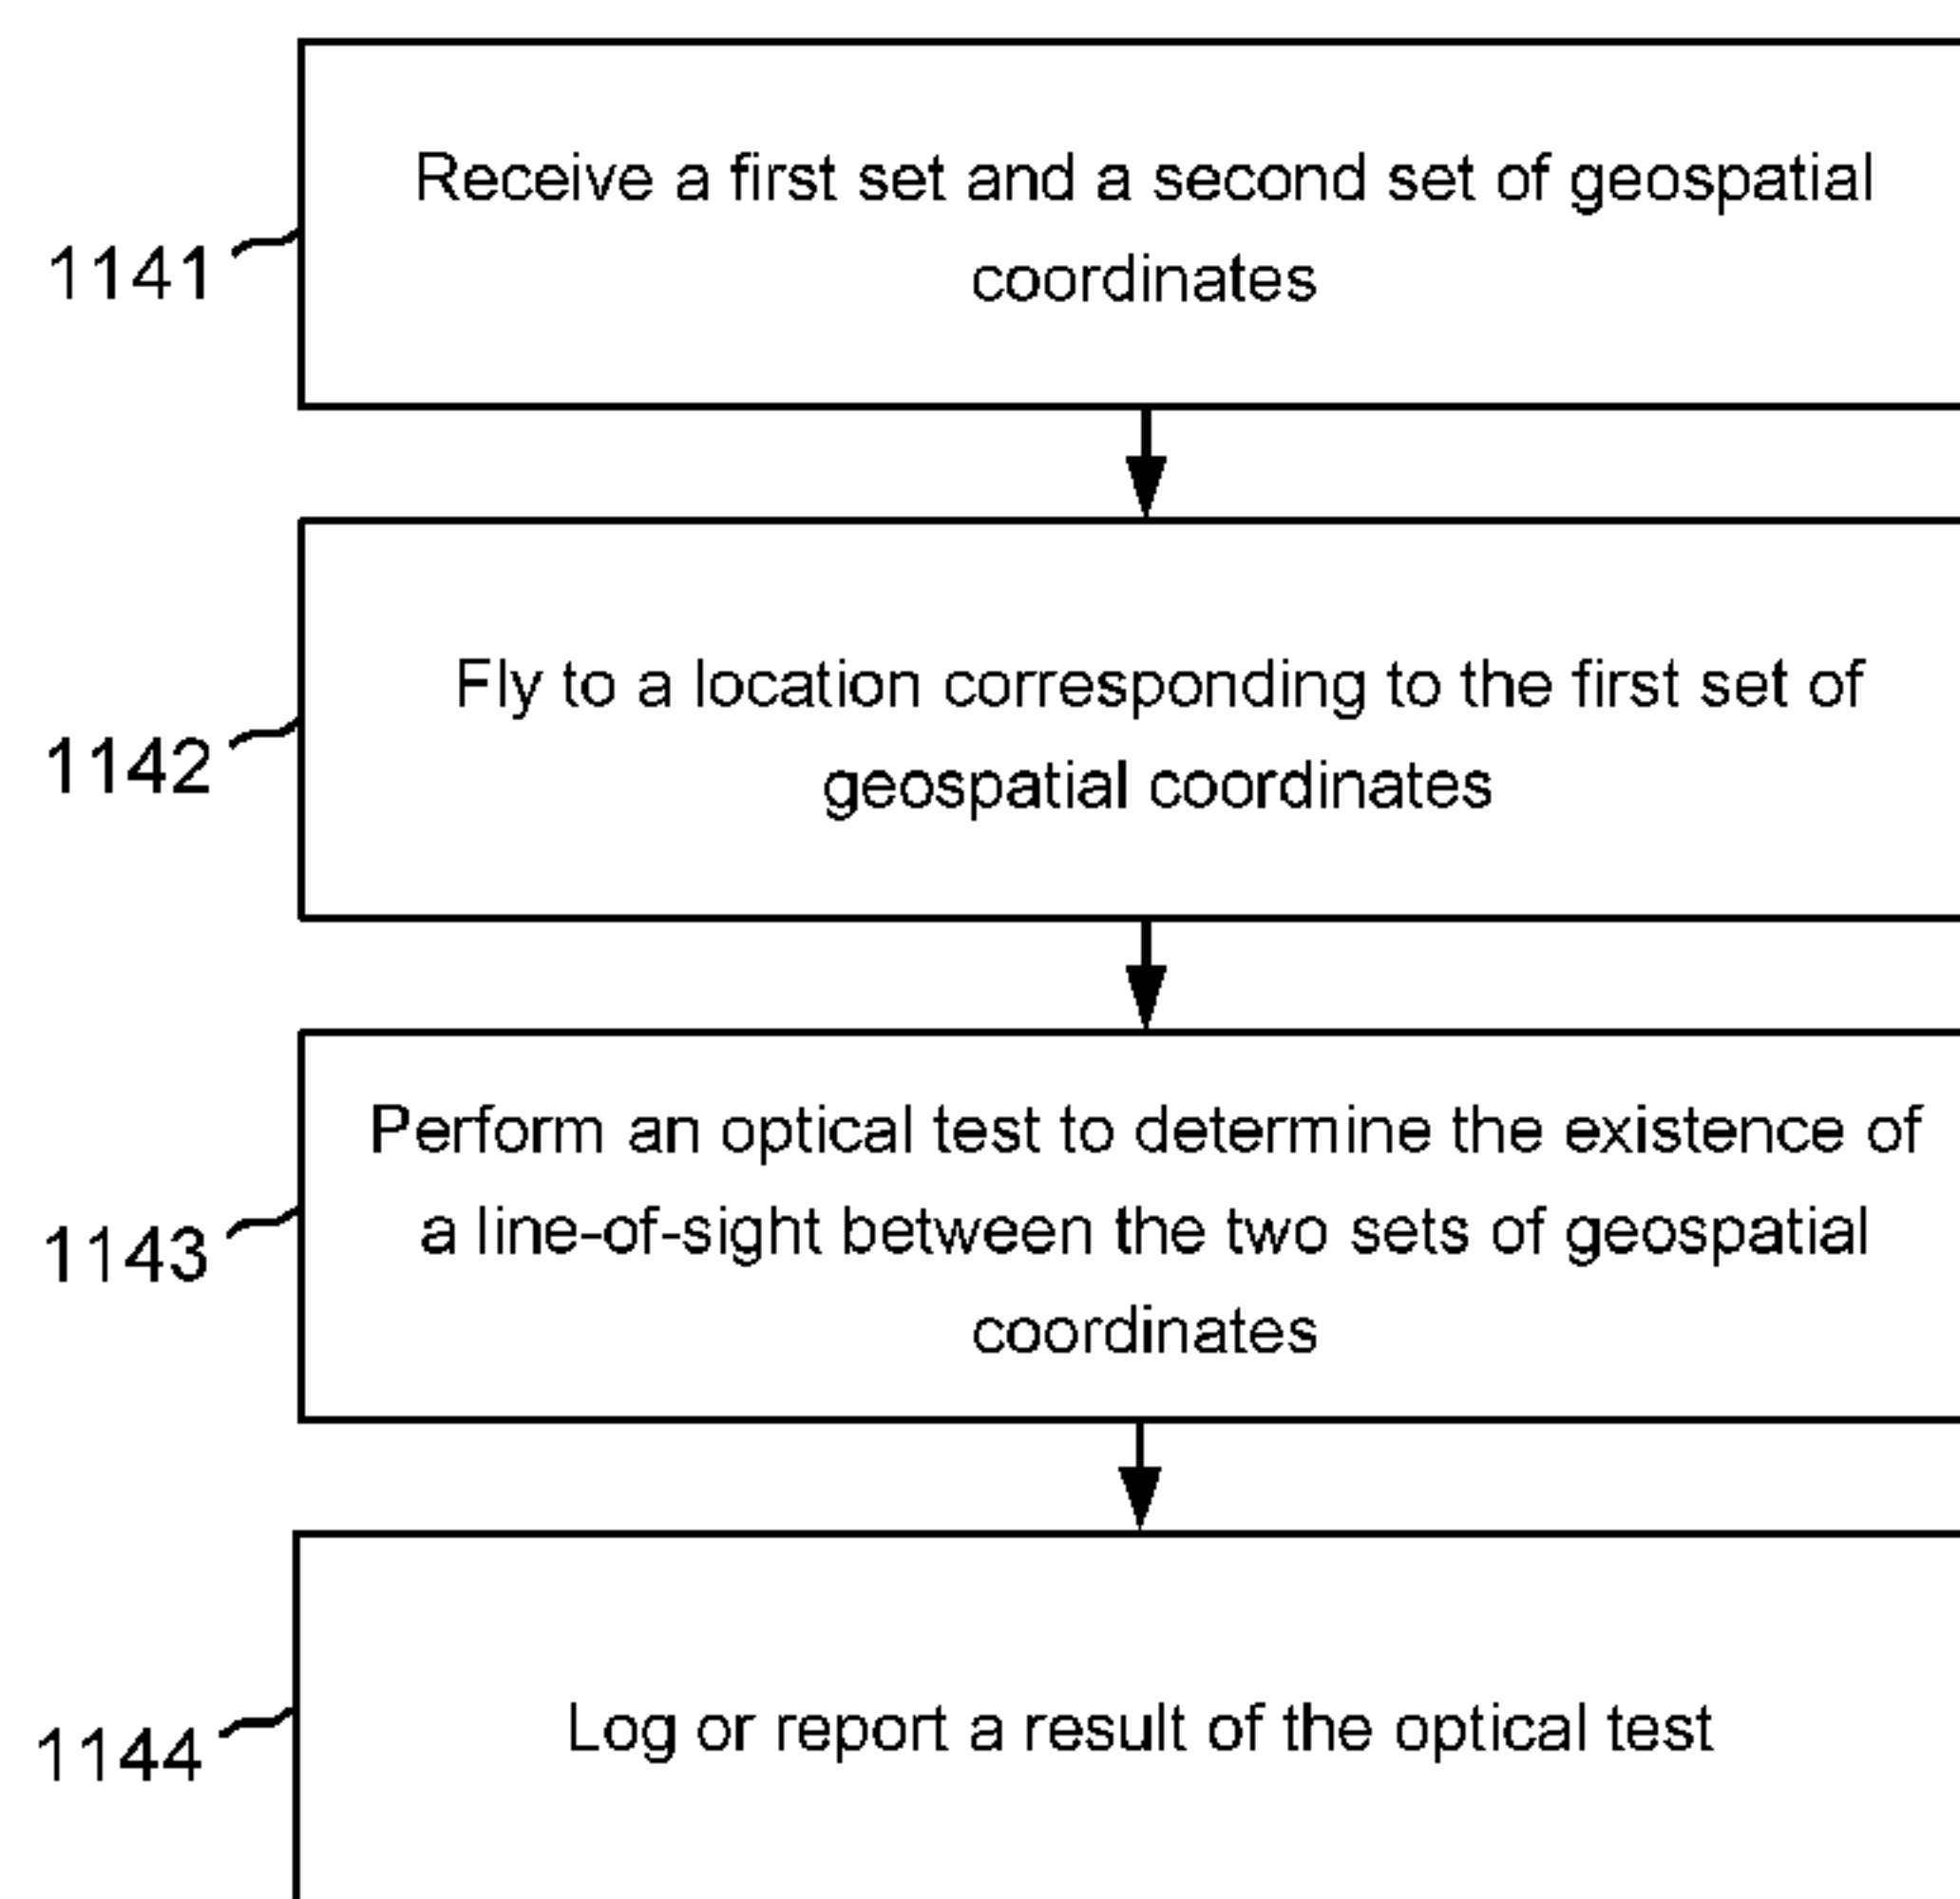 Receive a first set and a second set of geospatial
coordinates
1141
Fly to a location corresponding to the first set of
geospatial coordinates
1142
Perform an optical test to determine the existence of
a line-of-sight between the two sets of geospatial
coordinates
1143
Log or report a result of the optical test
1144